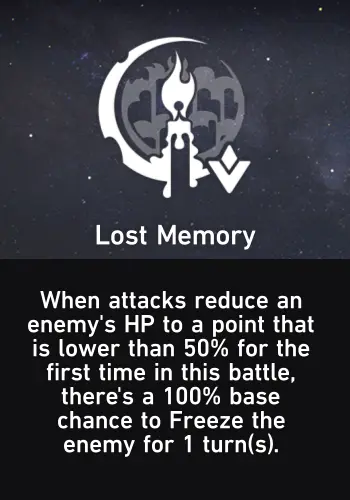 Lost Memory
When attacks reduce an
enemy's HP to a point that
is lower than 50% for the
first time in this battle,
there's a 100% base
chance to Freeze the
enemy for 1 turn(s).